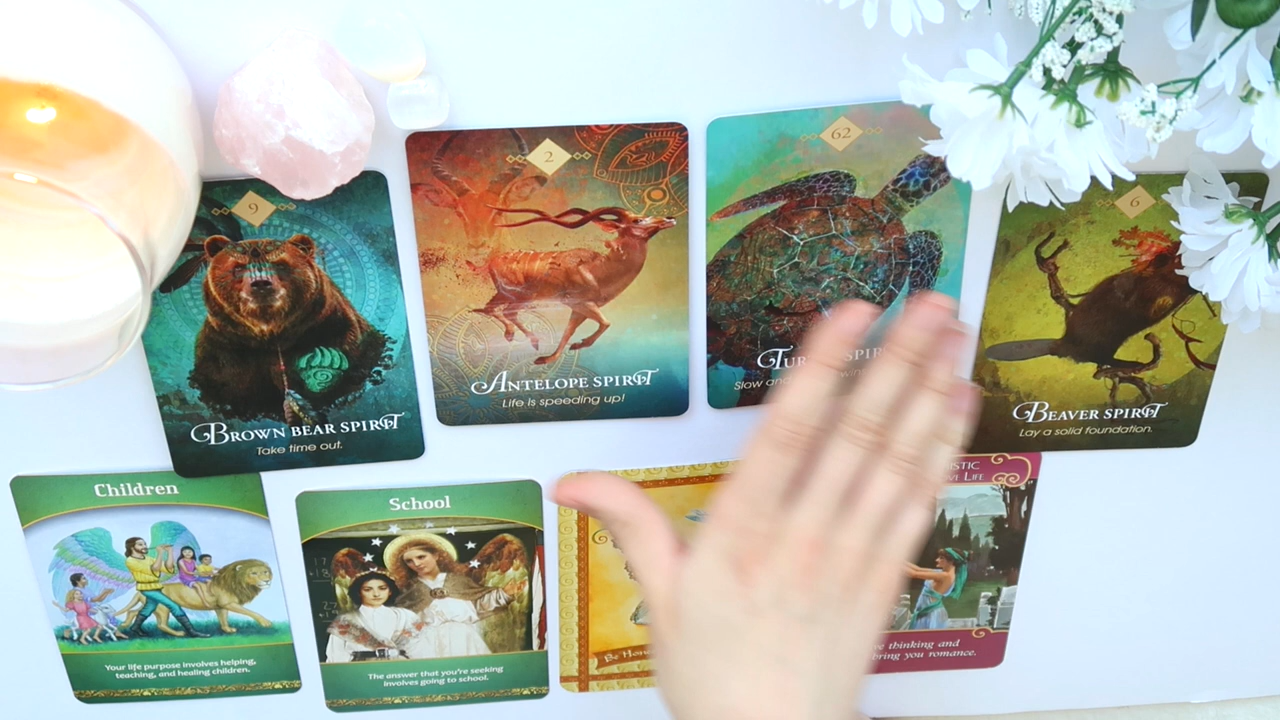 9
BROWN BEAR SPIRIT
Take time out.
2
ANTELOPE SPIRIT
Life is speeding up!
62
Slow and
6
BEAVER SPIRIT
Lay a solid foundation.
Children
Your life purpose involves helping,
teaching, and healing children.
School
The answer that you're seeking
involves going to school.
Be
thinking and
bring you romance.